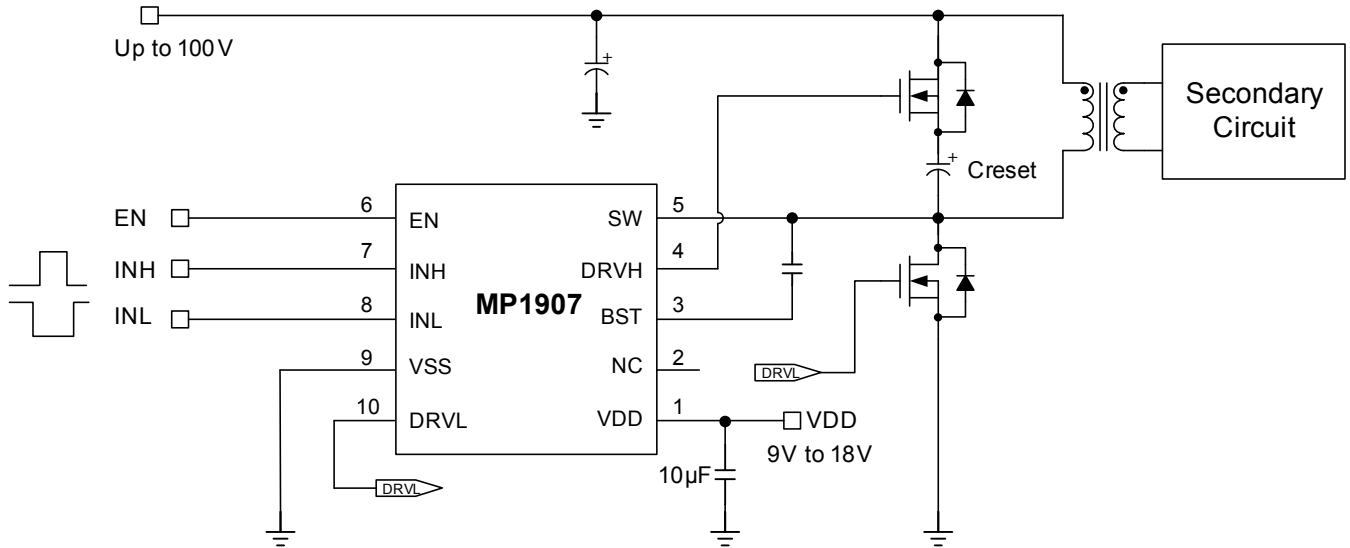 Up to 100V
+
Secondary
Circuit
+
Creset
EN
6
EN
SW
5
INH
7
INH
DRVH
4
MP1907
INL
8
INL
BST
3
9
VSS
NC
2
DRVL
10
DRVL
VDD
1
VDD
9V to 18V
10µF
DRVL